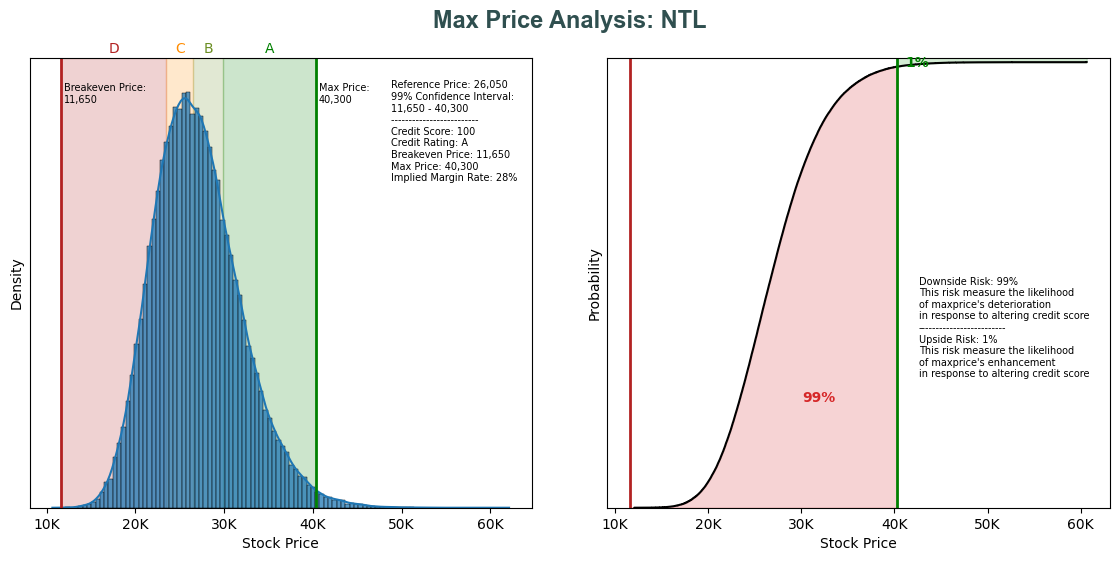 Max Price Analysis: NTL
D C B A
Breakeven Price:
11,650
Max Price:
40,300
Reference Price: 26,050
99% Confidence Interval:
11,650 - 40,300
-------------------------
Credit Score: 100
Credit Rating: A
Breakeven Price: 11,650
Max Price: 40,300
Implied Margin Rate: 28%
Density
10K 20K 30K 40K 50K 60K
Stock Price
1%
Downside Risk: 99%
This risk measure the likelihood
of maxprice's deterioration
in response to altering credit score
-------------------------
Upside Risk: 1%
This risk measure the likelihood
of maxprice's enhancement
in response to altering credit score
99%
Probability
10K 20K 30K 40K 50K 60K
Stock Price